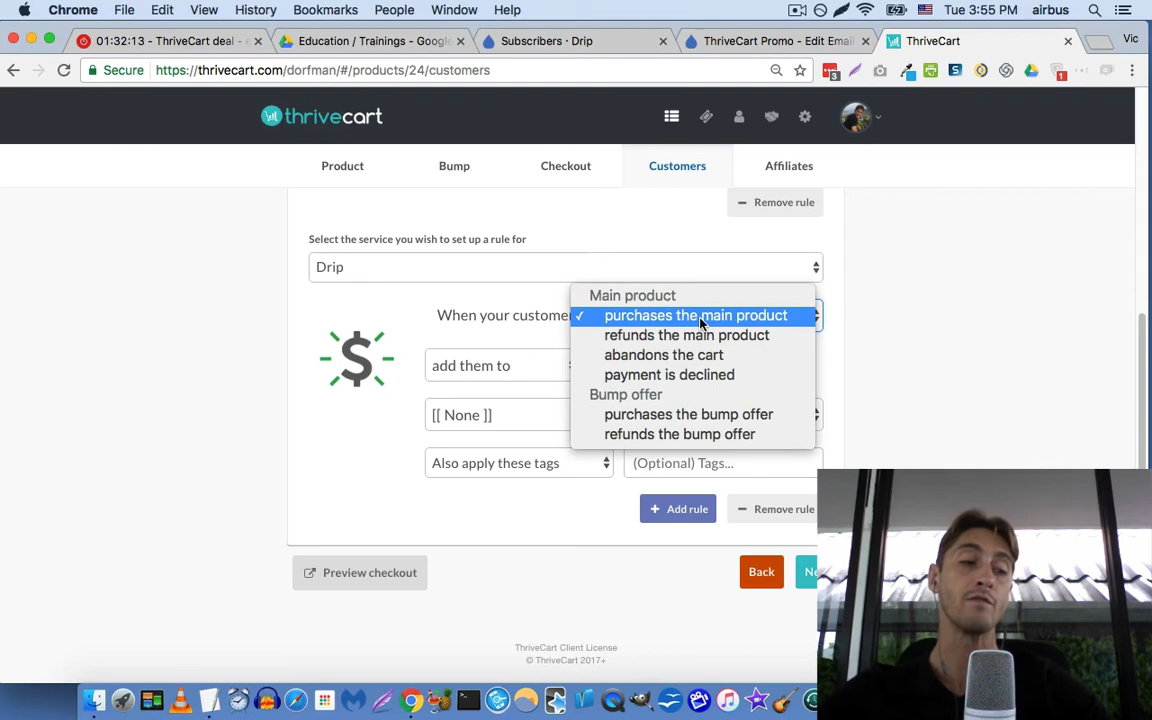 Chrome File Edit View History Bookmarks People Window Help Tue 3:55 PM airbus
01:32:13 - ThriveCart deal - Education / Trainings - Google Subscribers · Drip ThriveCart Promo - Edit Email ThriveCart Vic
Secure https://thrivecart.com/dorfman/#/products/24/customers
thrivecart
Product Bump Checkout Customers Affiliates
Remove rule
Select the service you wish to set up a rule for
Drip
Main product
When your customer ✓ purchases the main product
refunds the main product
abandons the cart
add them to
payment is declined
Bump offer
[[ None ]] purchases the bump offer
refunds the bump offer
Also apply these tags (Optional) Tags...
+ Add rule Remove rule
Preview checkout Back Ne
ThriveCart Client License
© ThriveCart 2017+